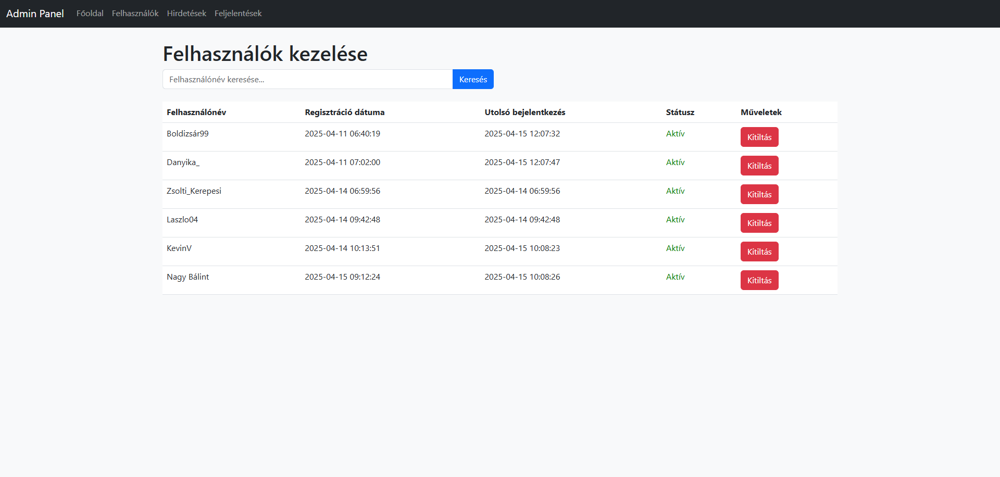 Admin Panel Főoldal Felhasználók Hirdetések Feljelentések
Felhasználók kezelése
Felhasználónév keresése... Keresés
Felhasználónév Regisztráció dátuma Utolsó bejelentkezés Státusz Műveletek
Boldizsár99 2025-04-11 06:40:19 2025-04-15 12:07:32 Aktív Kitiltás
Danyika_ 2025-04-11 07:02:00 2025-04-15 12:07:47 Aktív Kitiltás
Zsolti_Kerepesi 2025-04-14 06:59:56 2025-04-14 06:59:56 Aktív Kitiltás
Laszlo04 2025-04-14 09:42:48 2025-04-14 09:42:48 Aktív Kitiltás
KevinV 2025-04-14 10:13:51 2025-04-15 10:08:23 Aktív Kitiltás
Nagy Bálint 2025-04-15 09:12:24 2025-04-15 10:08:26 Aktív Kitiltás